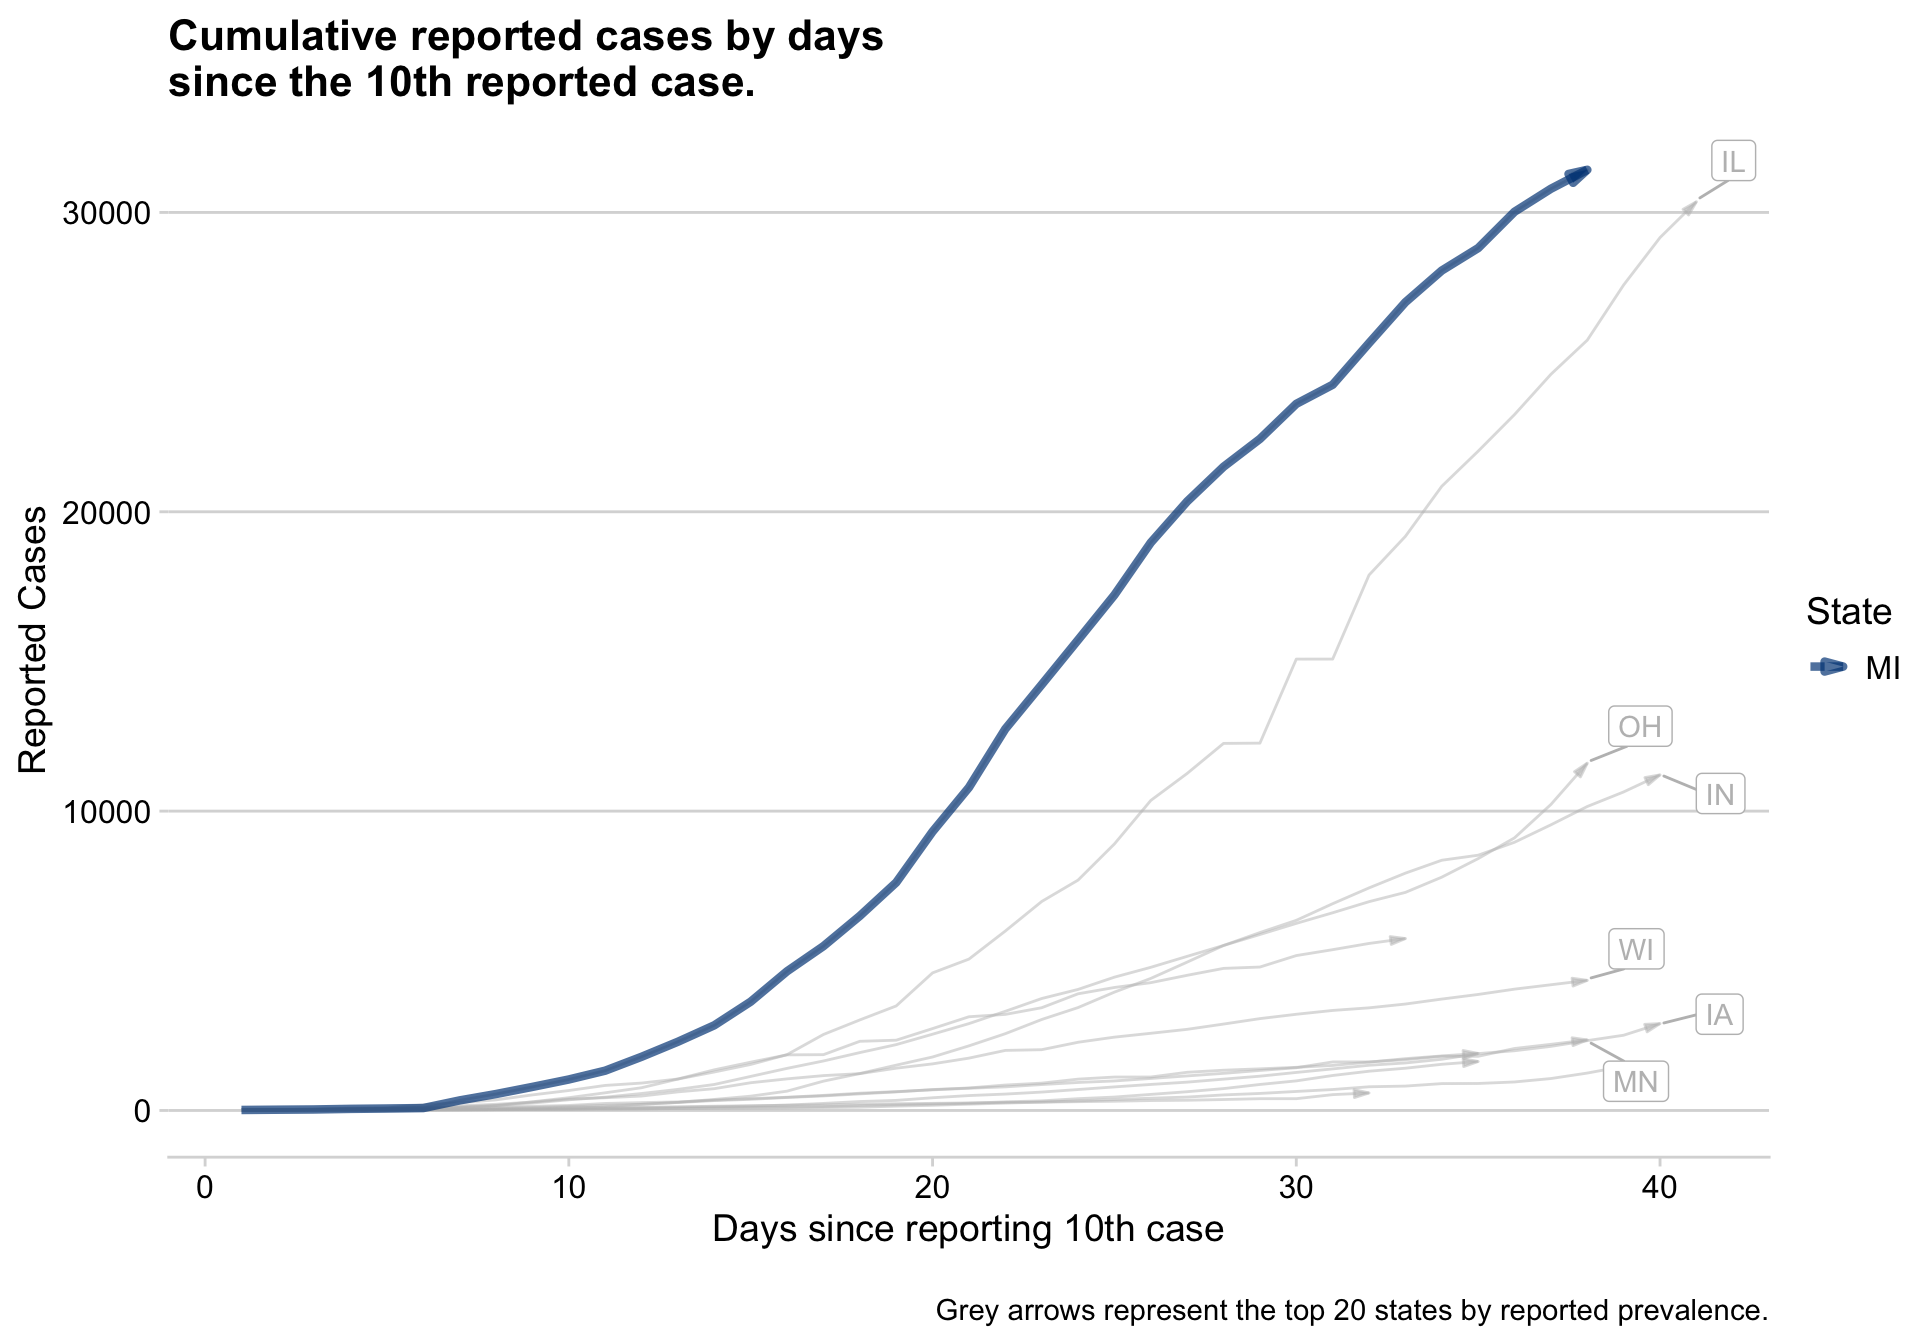 Cumulative reported cases by days
since the 10th reported case.
IL
30000
20000
10000
0
Reported Cases
State
MI
OH
IN
WI
IA
MN
0 10 20 30 40
Days since reporting 10th case
Grey arrows represent the top 20 states by reported prevalence.